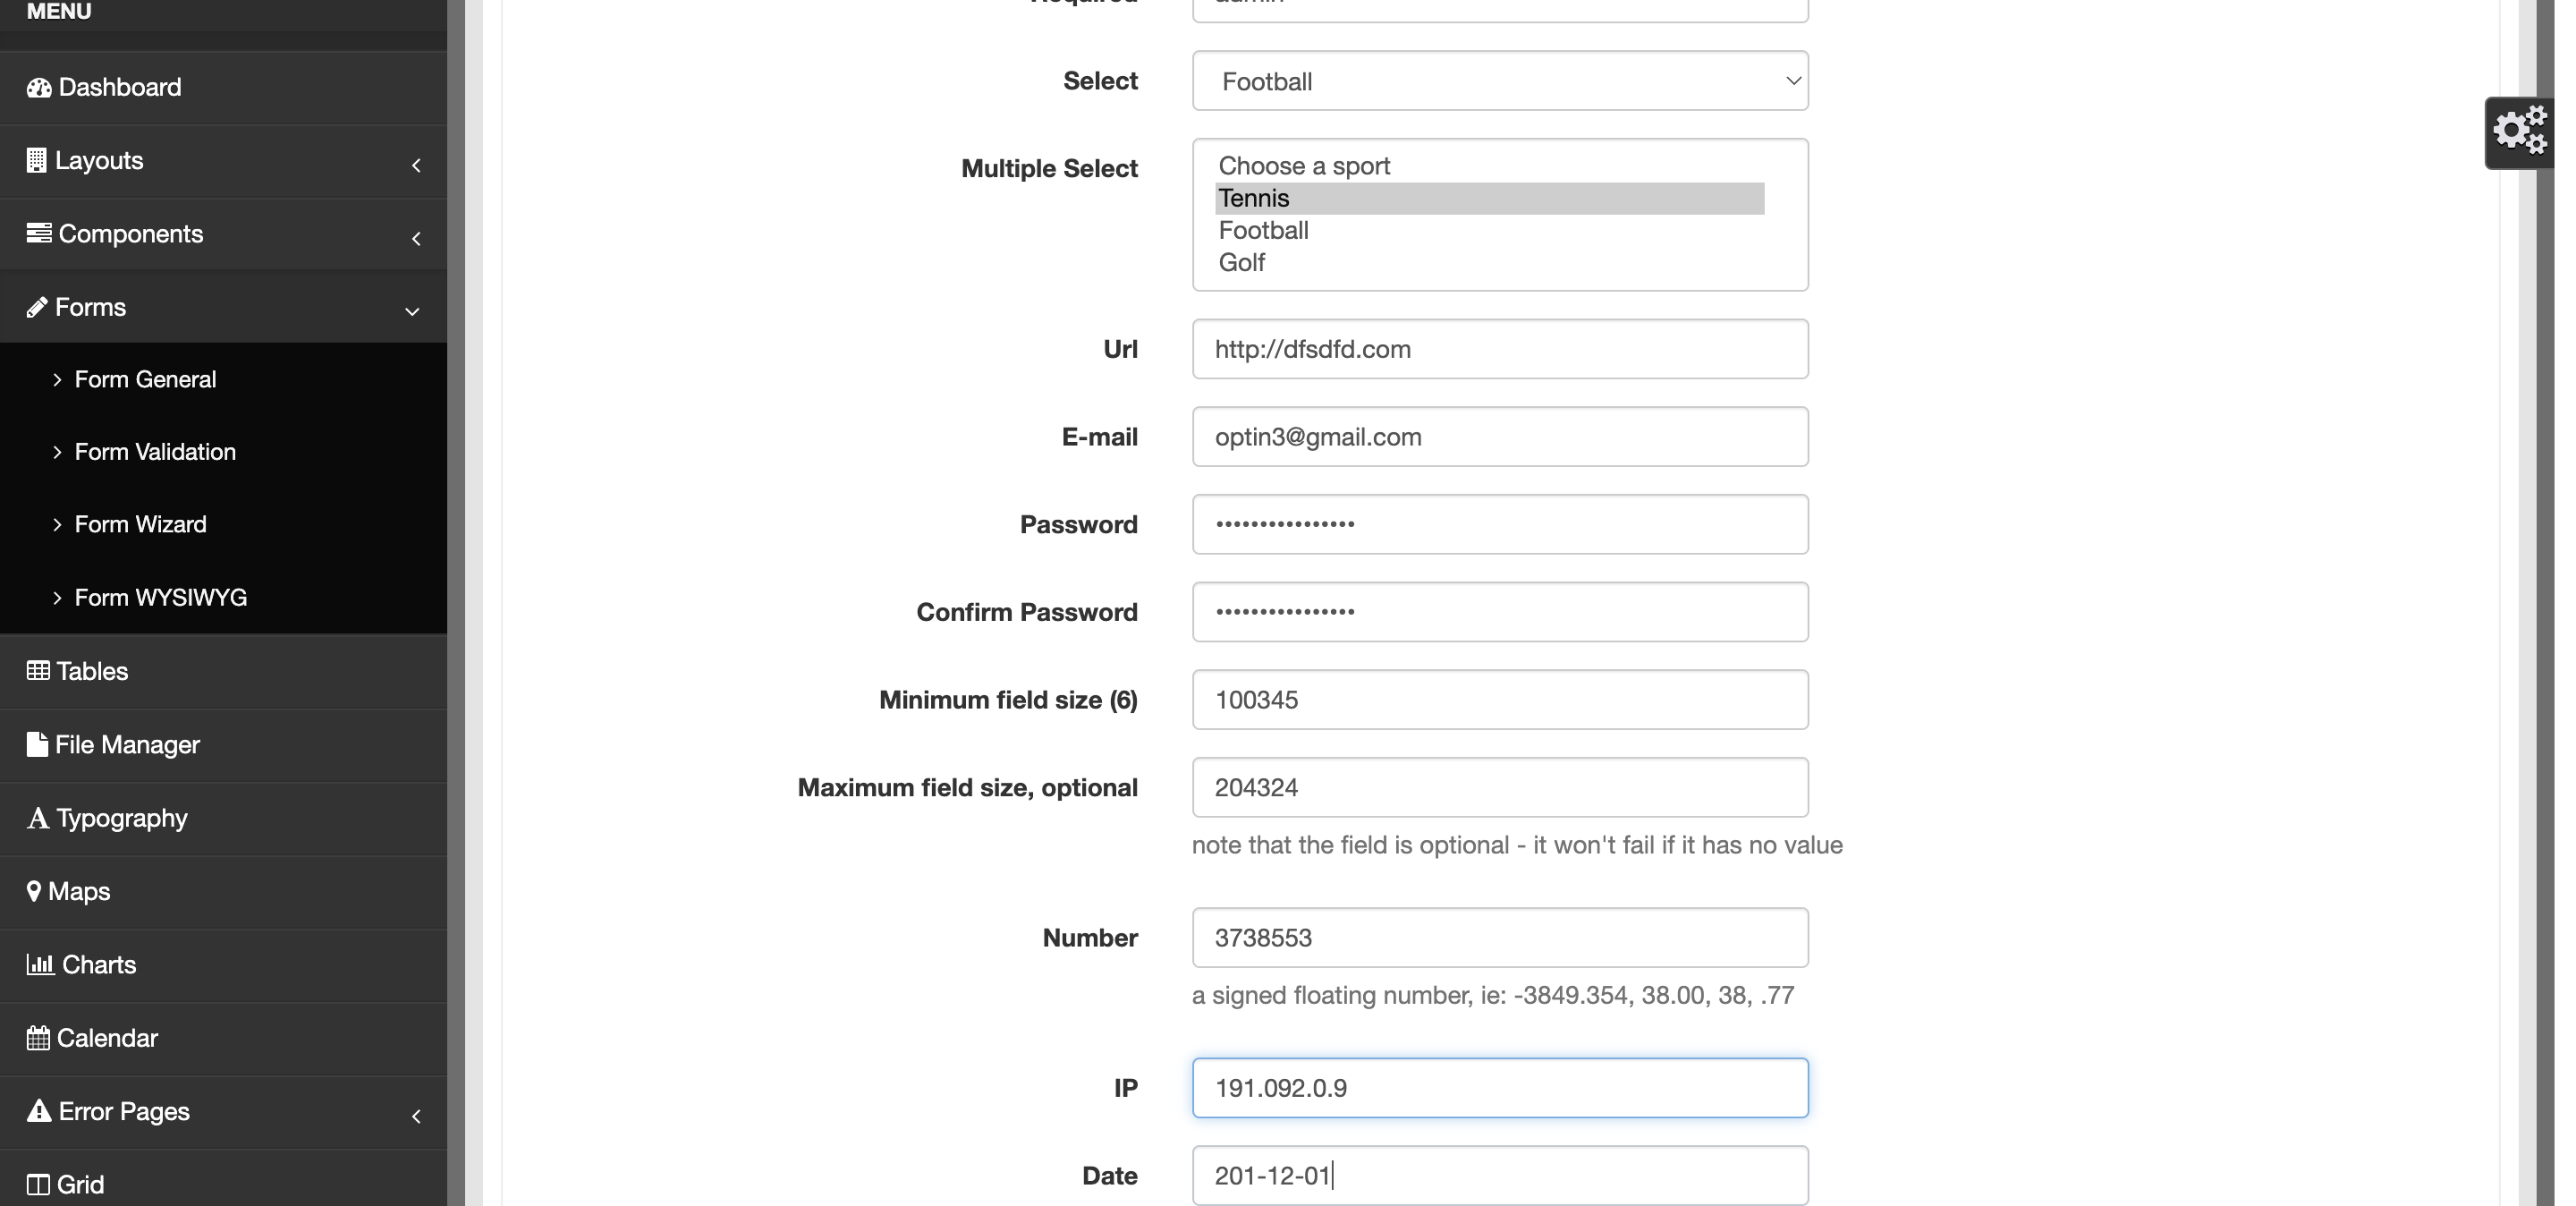 MENU
Dashboard
Layouts
Components
Forms
Form General
Form Validation
Form Wizard
Form WYSIWYG
Tables
File Manager
Typography
Maps
Charts
Calendar
Error Pages
Grid
Select
Football
Multiple Select
Choose a sport
Tennis
Football
Golf
Url
http://dfsdfd.com
E-mail
optin3@gmail.com
Password
••••••••••••••••
Confirm Password
••••••••••••••••
Minimum field size (6)
100345
Maximum field size, optional
204324
note that the field is optional - it won't fail if it has no value
Number
3738553
a signed floating number, ie: -3849.354, 38.00, 38, .77
IP
191.092.0.9
Date
201-12-01